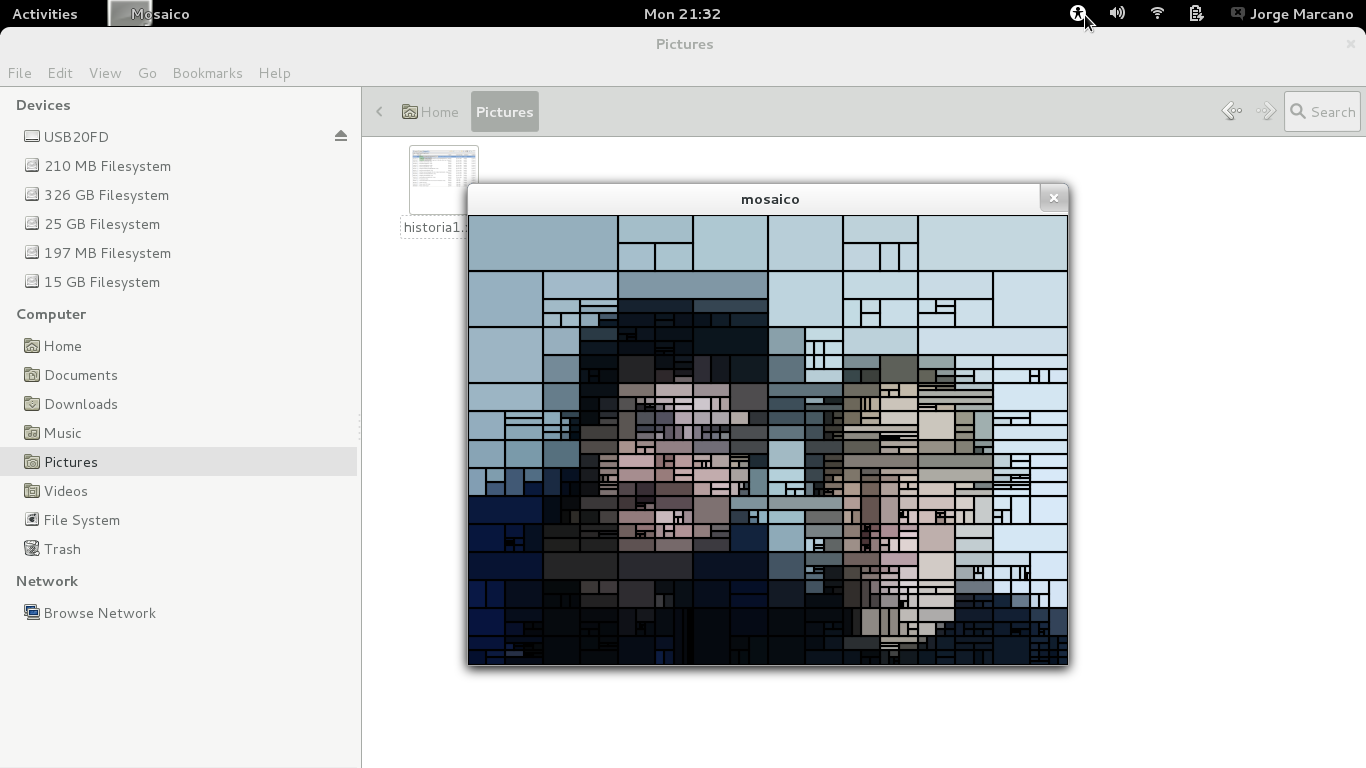 Activities Mosaico Mon 21:32 Jorge Marcano
Pictures
File Edit View Go Bookmarks Help
Devices
USB20FD
210 MB Filesystem
326 GB Filesystem
25 GB Filesystem
197 MB Filesystem
15 GB Filesystem
Computer
Home
Documents
Downloads
Music
Pictures
Videos
File System
Trash
Network
Browse Network
Home Pictures Search
historia1.
mosaico